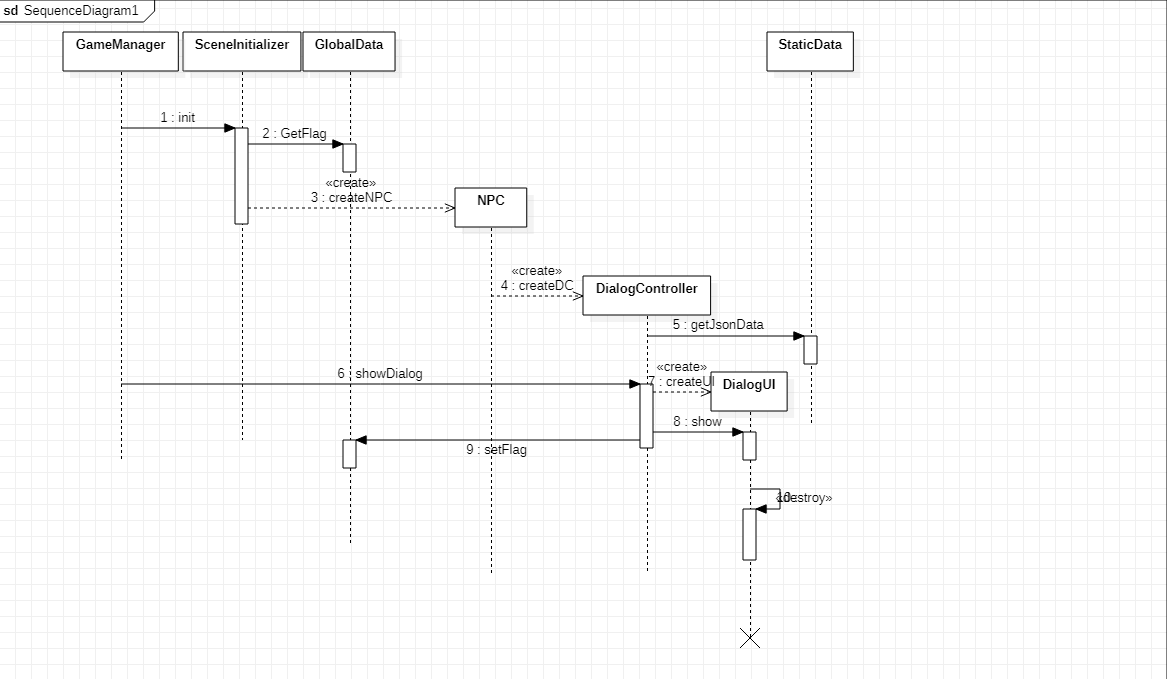 sd SequenceDiagram1
GameManager
SceneInitializer
GlobalData
StaticData
1 : init
2 : GetFlag
«create»
3 : createNPC
NPC
«create»
4 : createDC
DialogController
5 : getJsonData
6 : showDialog
«create»
7 : createUI
DialogUI
8 : show
9 : setFlag
10 :
«destroy»